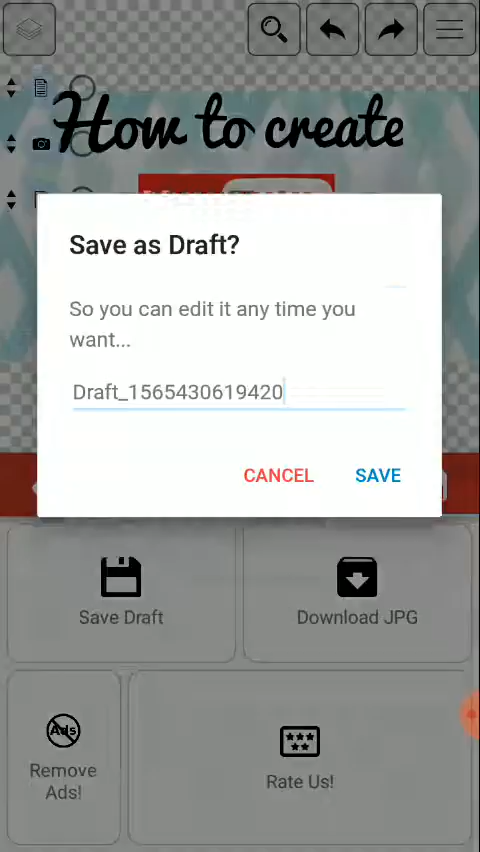 How to create
Save as Draft?
So you can edit it any time you
want...
Draft_1565430619420
CANCEL
SAVE
Save Draft
Download JPG
Ads
Remove
Ads!
Rate Us!